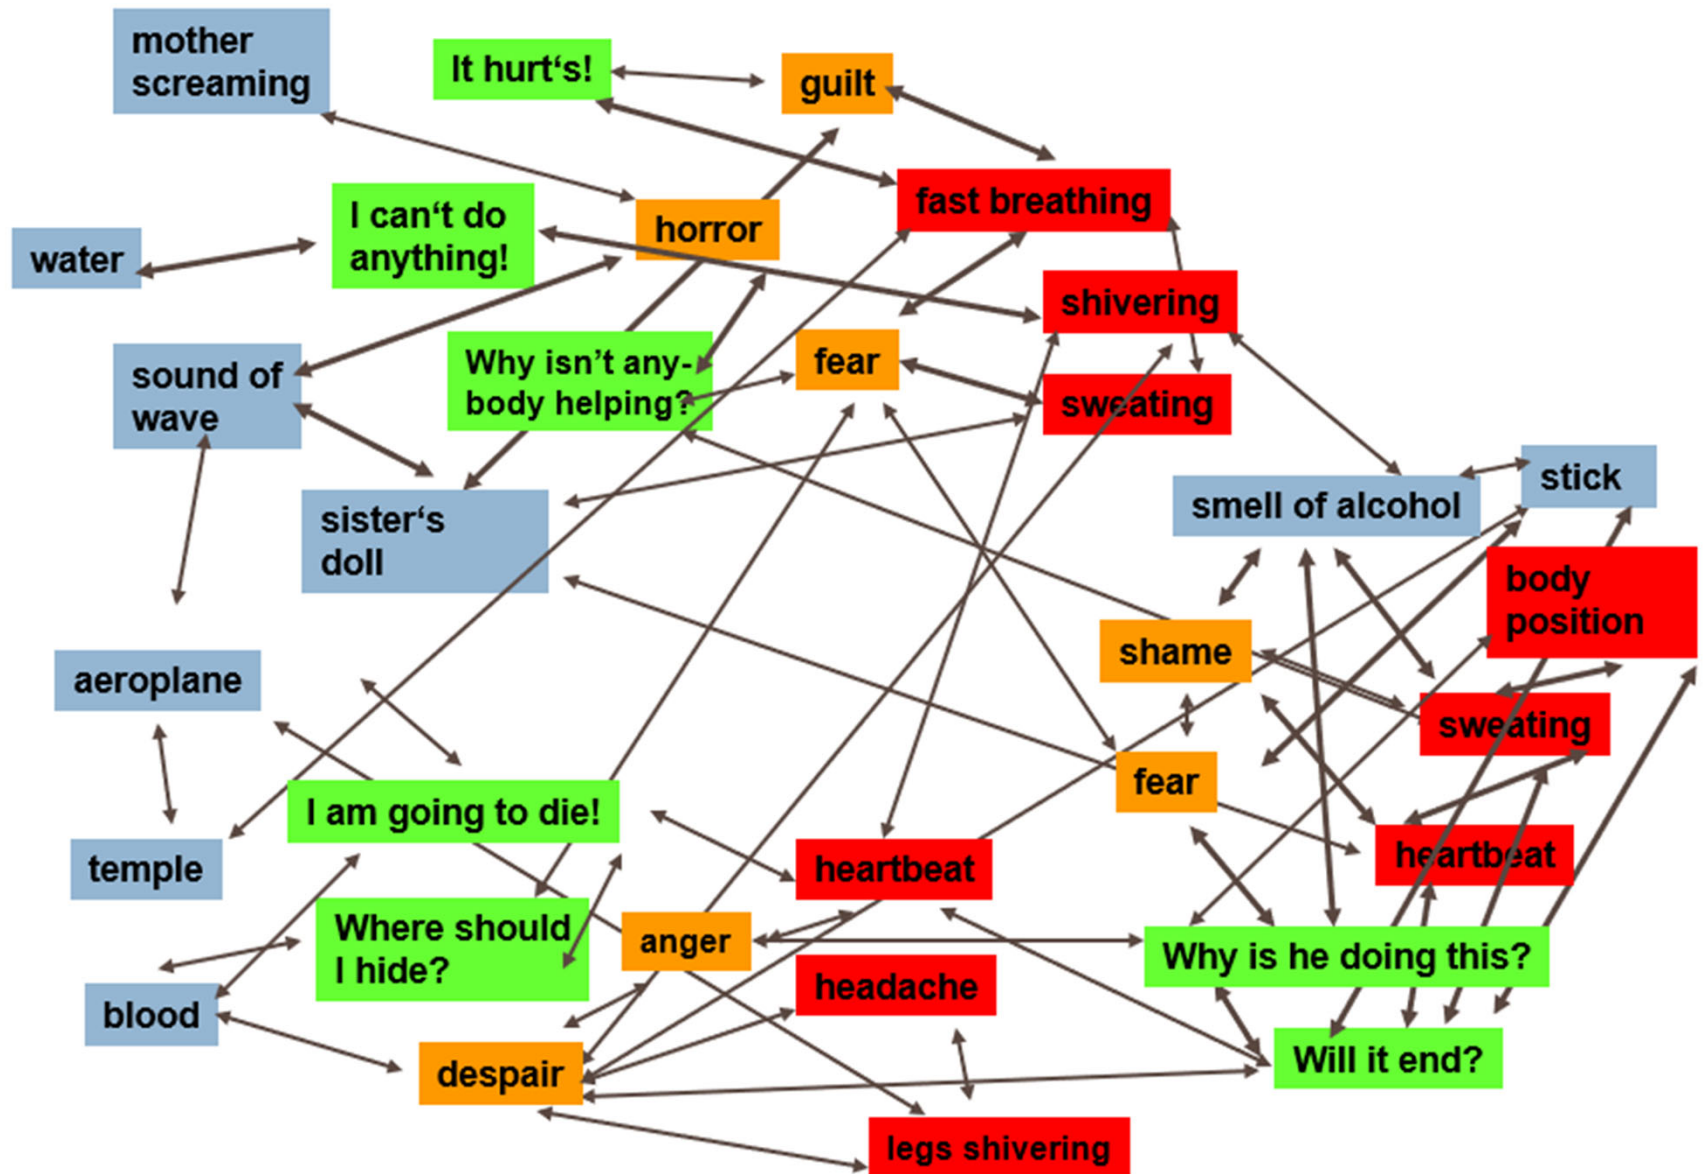 mother
screaming
It hurt‘s!
guilt
fast breathing
I can‘t do
anything!
horror
water
shivering
sound of
wave
Why isn’t any-
body helping?
fear
sweating
stick
smell of alcohol
sister‘s
doll
body
position
shame
aeroplane
sweating
fear
I am going to die!
temple
heartbeat
heartbeat
Where should
I hide?
anger
Why is he doing this?
headache
blood
Will it end?
despair
legs shivering